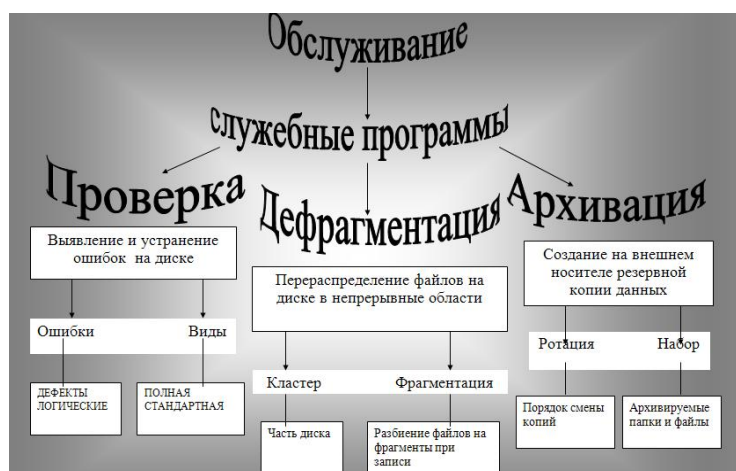 Обслуживание
служебные программы
Проверка
Дефрагментация
Архивация
Выявление и устранение
ошибок на диске
Ошибки
Виды
ДЕФЕКТЫ
ЛОГИЧЕСКИЕ
ПОЛНАЯ
СТАНДАРТНАЯ
Перераспределение файлов на
диске в непрерывные области
Кластер
Фрагментация
Часть диска
Разбиение файлов на
фрагменты при
записи
Создание на внешнем
носителе резервной
копии данных
Ротация
Набор
Порядок смены
копий
Архивируемые
папки и файлы